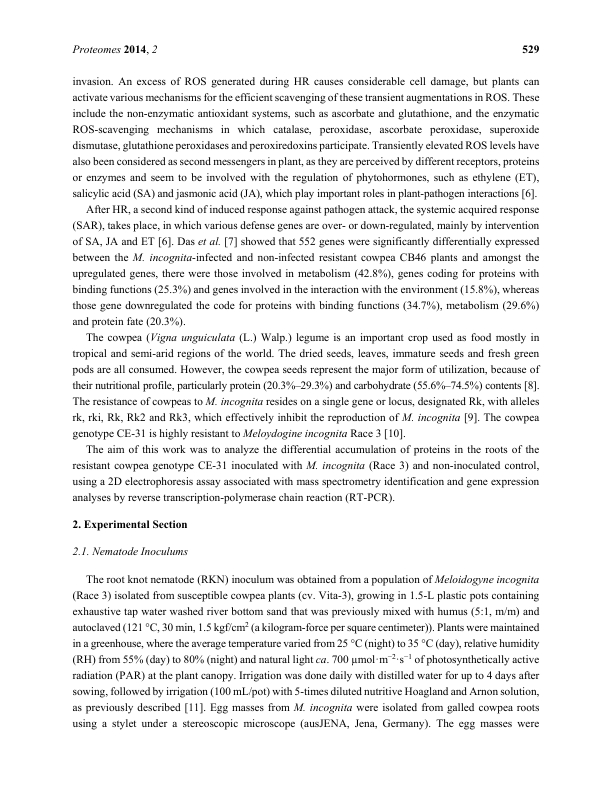 Proteomes 2014, 2 529
invasion. An excess of ROS generated during HR causes considerable cell damage, but plants can
activate various mechanisms for the efficient scavenging of these transient augmentations in ROS. These
include the non-enzymatic antioxidant systems, such as ascorbate and glutathione, and the enzymatic
ROS-scavenging mechanisms in which catalase, peroxidase, ascorbate peroxidase, superoxide
dismutase, glutathione peroxidases and peroxiredoxins participate. Transiently elevated ROS levels have
also been considered as second messengers in plant, as they are perceived by different receptors, proteins
or enzymes and seem to be involved with the regulation of phytohormones, such as ethylene (ET),
salicylic acid (SA) and jasmonic acid (JA), which play important roles in plant-pathogen interactions [6].
After HR, a second kind of induced response against pathogen attack, the systemic acquired response
(SAR), takes place, in which various defense genes are over- or down-regulated, mainly by intervention
of SA, JA and ET [6]. Das et al. [7] showed that 552 genes were significantly differentially expressed
between the M. incognita-infected and non-infected resistant cowpea CB46 plants and amongst the
upregulated genes, there were those involved in metabolism (42.8%), genes coding for proteins with
binding functions (25.3%) and genes involved in the interaction with the environment (15.8%), whereas
those gene downregulated the code for proteins with binding functions (34.7%), metabolism (29.6%)
and protein fate (20.3%).
The cowpea (Vigna unguiculata (L.) Walp.) legume is an important crop used as food mostly in
tropical and semi-arid regions of the world. The dried seeds, leaves, immature seeds and fresh green
pods are all consumed. However, the cowpea seeds represent the major form of utilization, because of
their nutritional profile, particularly protein (20.3%–29.3%) and carbohydrate (55.6%–74.5%) contents [8].
The resistance of cowpeas to M. incognita resides on a single gene or locus, designated Rk, with alleles
rk, rki, Rk, Rk2 and Rk3, which effectively inhibit the reproduction of M. incognita [9]. The cowpea
genotype CE-31 is highly resistant to Meloydogine incognita Race 3 [10].
The aim of this work was to analyze the differential accumulation of proteins in the roots of the
resistant cowpea genotype CE-31 inoculated with M. incognita (Race 3) and non-inoculated control,
using a 2D electrophoresis assay associated with mass spectrometry identification and gene expression
analyses by reverse transcription-polymerase chain reaction (RT-PCR).
2. Experimental Section
2.1. Nematode Inoculums
The root knot nematode (RKN) inoculum was obtained from a population of Meloidogyne incognita
(Race 3) isolated from susceptible cowpea plants (cv. Vita-3), growing in 1.5-L plastic pots containing
exhaustive tap water washed river bottom sand that was previously mixed with humus (5:1, m/m) and
autoclaved (121 °C, 30 min, 1.5 kgf/cm² (a kilogram-force per square centimeter)). Plants were maintained
in a greenhouse, where the average temperature varied from 25 °C (night) to 35 °C (day), relative humidity
(RH) from 55% (day) to 80% (night) and natural light ca. 700 μmol·m⁻²·s⁻¹ of photosynthetically active
radiation (PAR) at the plant canopy. Irrigation was done daily with distilled water for up to 4 days after
sowing, followed by irrigation (100 mL/pot) with 5-times diluted nutritive Hoagland and Arnon solution,
as previously described [11]. Egg masses from M. incognita were isolated from galled cowpea roots
using a stylet under a stereoscopic microscope (ausJENA, Jena, Germany). The egg masses were